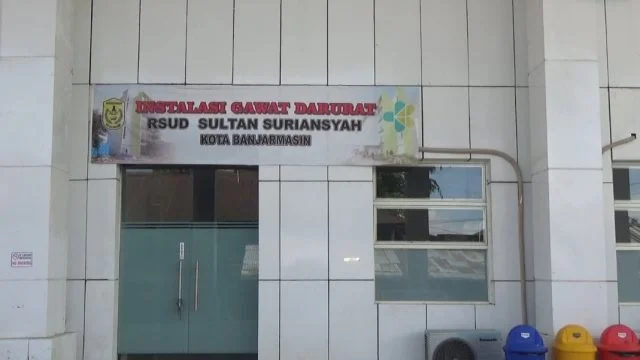 INSTALASI GAWAT DARURAT
RSUD SULTAN SURIANSYAH
KOTA BANJARMASIN